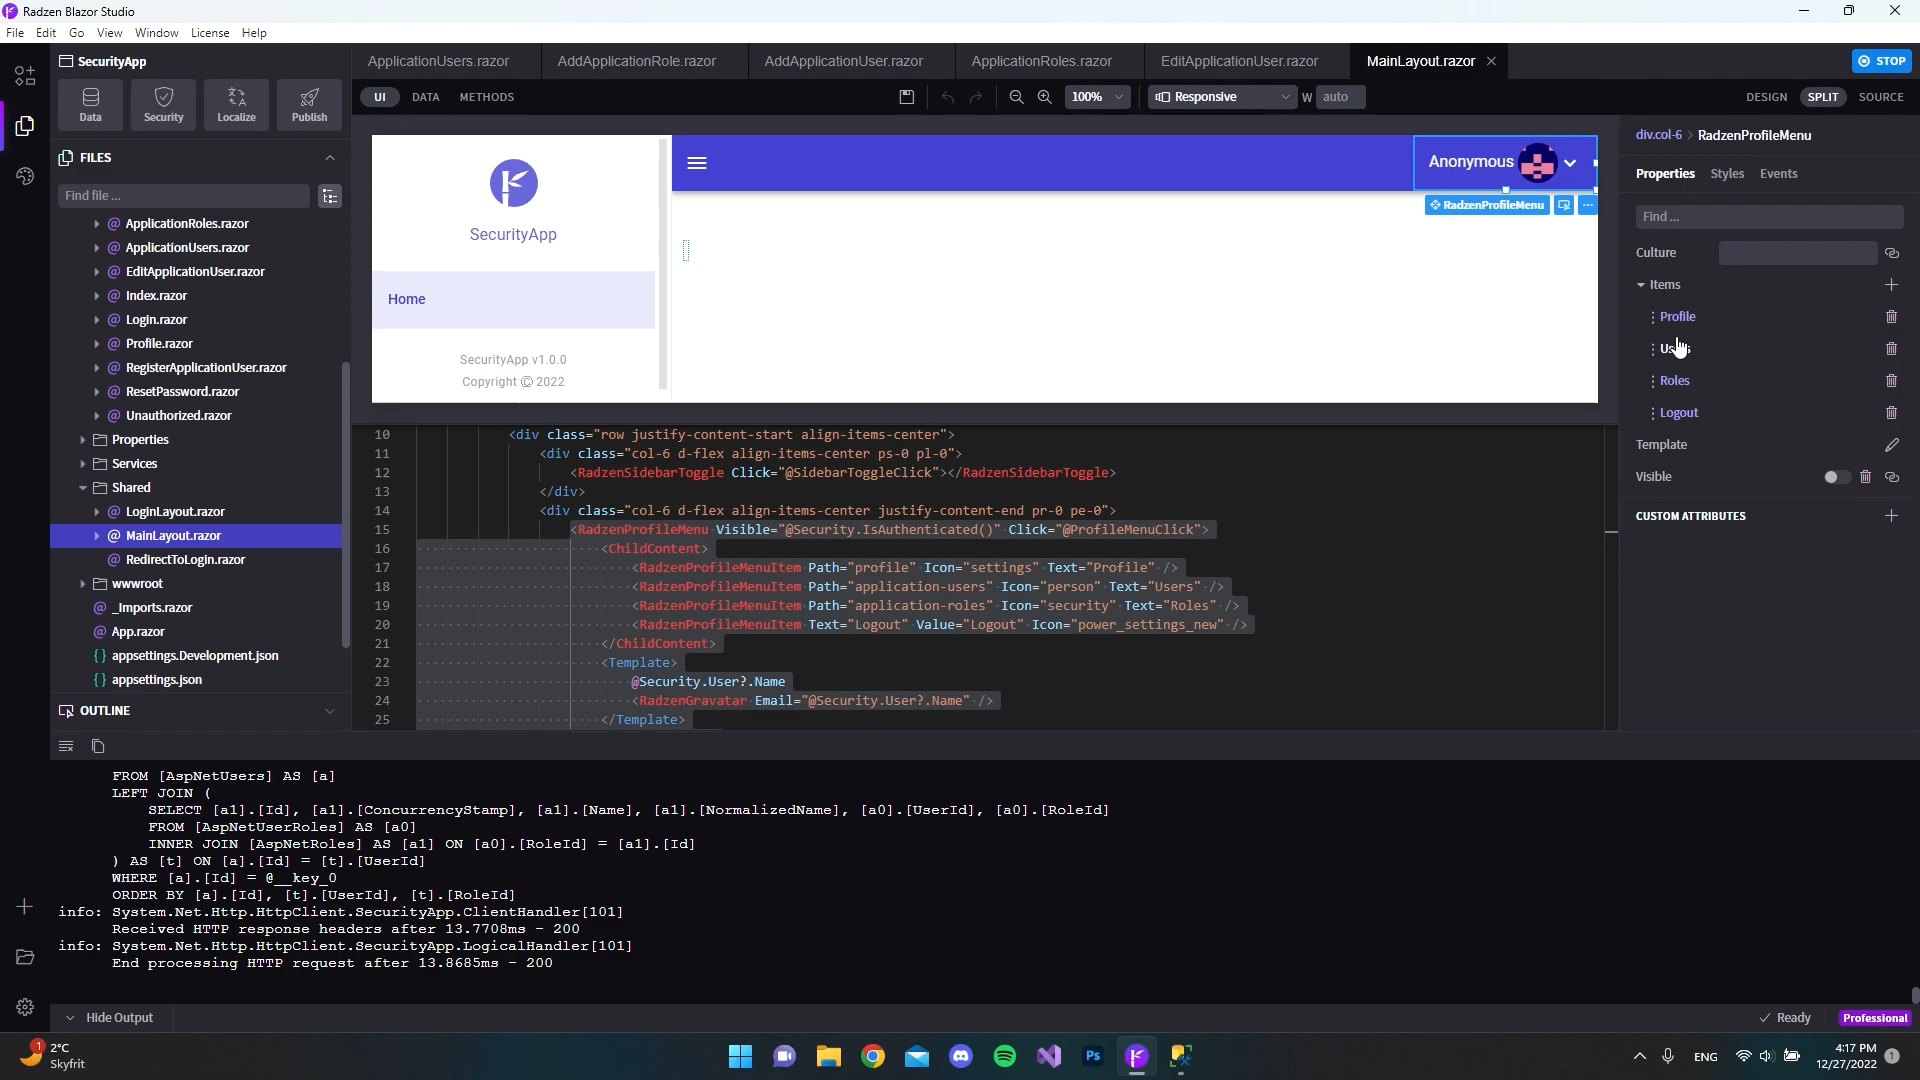 Radzen Blazor Studio
File Edit Go View Window License Help
SecurityApp
Data Security Localize Publish
FILES
Find file ...
ApplicationRoles.razor
ApplicationUsers.razor
EditApplicationUser.razor
Index.razor
Login.razor
Profile.razor
RegisterApplicationUser.razor
ResetPassword.razor
Unauthorized.razor
Properties
Services
Shared
LoginLayout.razor
MainLayout.razor
RedirectToLogin.razor
wwwroot
_Imports.razor
App.razor
appsettings.Development.json
appsettings.json
OUTLINE
ApplicationUsers.razor AddApplicationRole.razor AddApplicationUser.razor ApplicationRoles.razor EditApplicationUser.razor MainLayout.razor
STOP
UI DATA METHODS 100% Responsive W auto DESIGN SPLIT SOURCE
SecurityApp
Home
SecurityApp v1.0.0
Copyright © 2022
Anonymous
RadzenProfileMenu
10 <div class="row justify-content-start align-items-center">
11 <div class="col-6 d-flex align-items-center ps-0 pl-0">
12 <RadzenSidebarToggle Click="@SidebarToggleClick"></RadzenSidebarToggle>
13 </div>
14 <div class="col-6 d-flex align-items-center justify-content-end pr-0 pe-0">
15 <RadzenProfileMenu Visible="@Security.IsAuthenticated()" Click="@ProfileMenuClick">
16 <ChildContent>
17 <RadzenProfileMenuItem Path="profile" Icon="settings" Text="Profile" />
18 <RadzenProfileMenuItem Path="application-users" Icon="person" Text="Users" />
19 <RadzenProfileMenuItem Path="application-roles" Icon="security" Text="Roles" />
20 <RadzenProfileMenuItem Text="Logout" Value="Logout" Icon="power_settings_new" />
21 </ChildContent>
22 <Template>
23 @Security.User?.Name
24 <RadzenGravatar Email="@Security.User?.Name" />
25 </Template>
div.col-6 > RadzenProfileMenu
Properties Styles Events
Find ...
Culture
Items
Profile
Roles
Logout
Template
Visible
CUSTOM ATTRIBUTES
FROM [AspNetUsers] AS [a]
LEFT JOIN (
SELECT [a1].[Id], [a1].[ConcurrencyStamp], [a1].[Name], [a1].[NormalizedName], [a0].[UserId], [a0].[RoleId]
FROM [AspNetUserRoles] AS [a0]
INNER JOIN [AspNetRoles] AS [a1] ON [a0].[RoleId] = [a1].[Id]
) AS [t] ON [a].[Id] = [t].[UserId]
WHERE [a].[Id] = @__key_0
ORDER BY [a].[Id], [t].[UserId], [t].[RoleId]
info: System.Net.Http.HttpClient.SecurityApp.ClientHandler[101]
Received HTTP response headers after 13.7708ms - 200
info: System.Net.Http.HttpClient.SecurityApp.LogicalHandler[101]
End processing HTTP request after 13.8685ms - 200
Hide Output
Ready Professional
1
2°C
Skyfrit
Ps
ENG
4:17 PM
12/27/2022
1